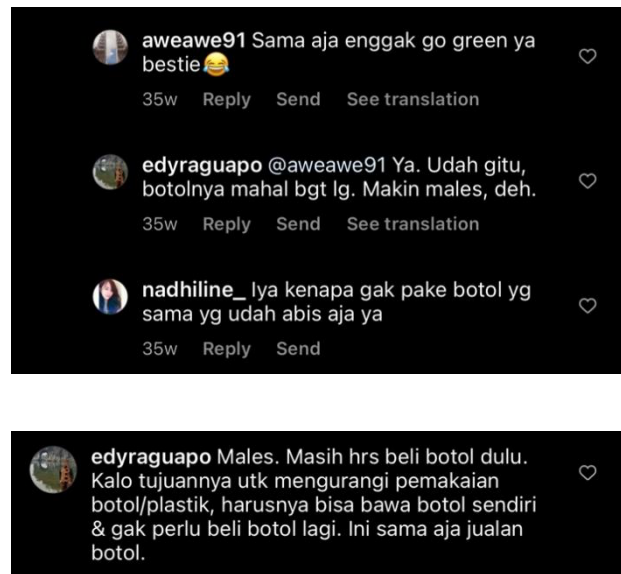 aweawe91 Sama aja enggak go green ya
bestie😂
35w Reply Send See translation
edyraguapo @aweawe91 Ya. Udah gitu,
botolnya mahal bgt lg. Makin males, deh.
35w Reply Send See translation
nadhiline_ Iya kenapa gak pake botol yg
sama yg udah abis aja ya
35w Reply Send
edyraguapo Males. Masih hrs beli botol dulu.
Kalo tujuannya utk mengurangi pemakaian
botol/plastik, harusnya bisa bawa botol sendiri
& gak perlu beli botol lagi. Ini sama aja jualan
botol.